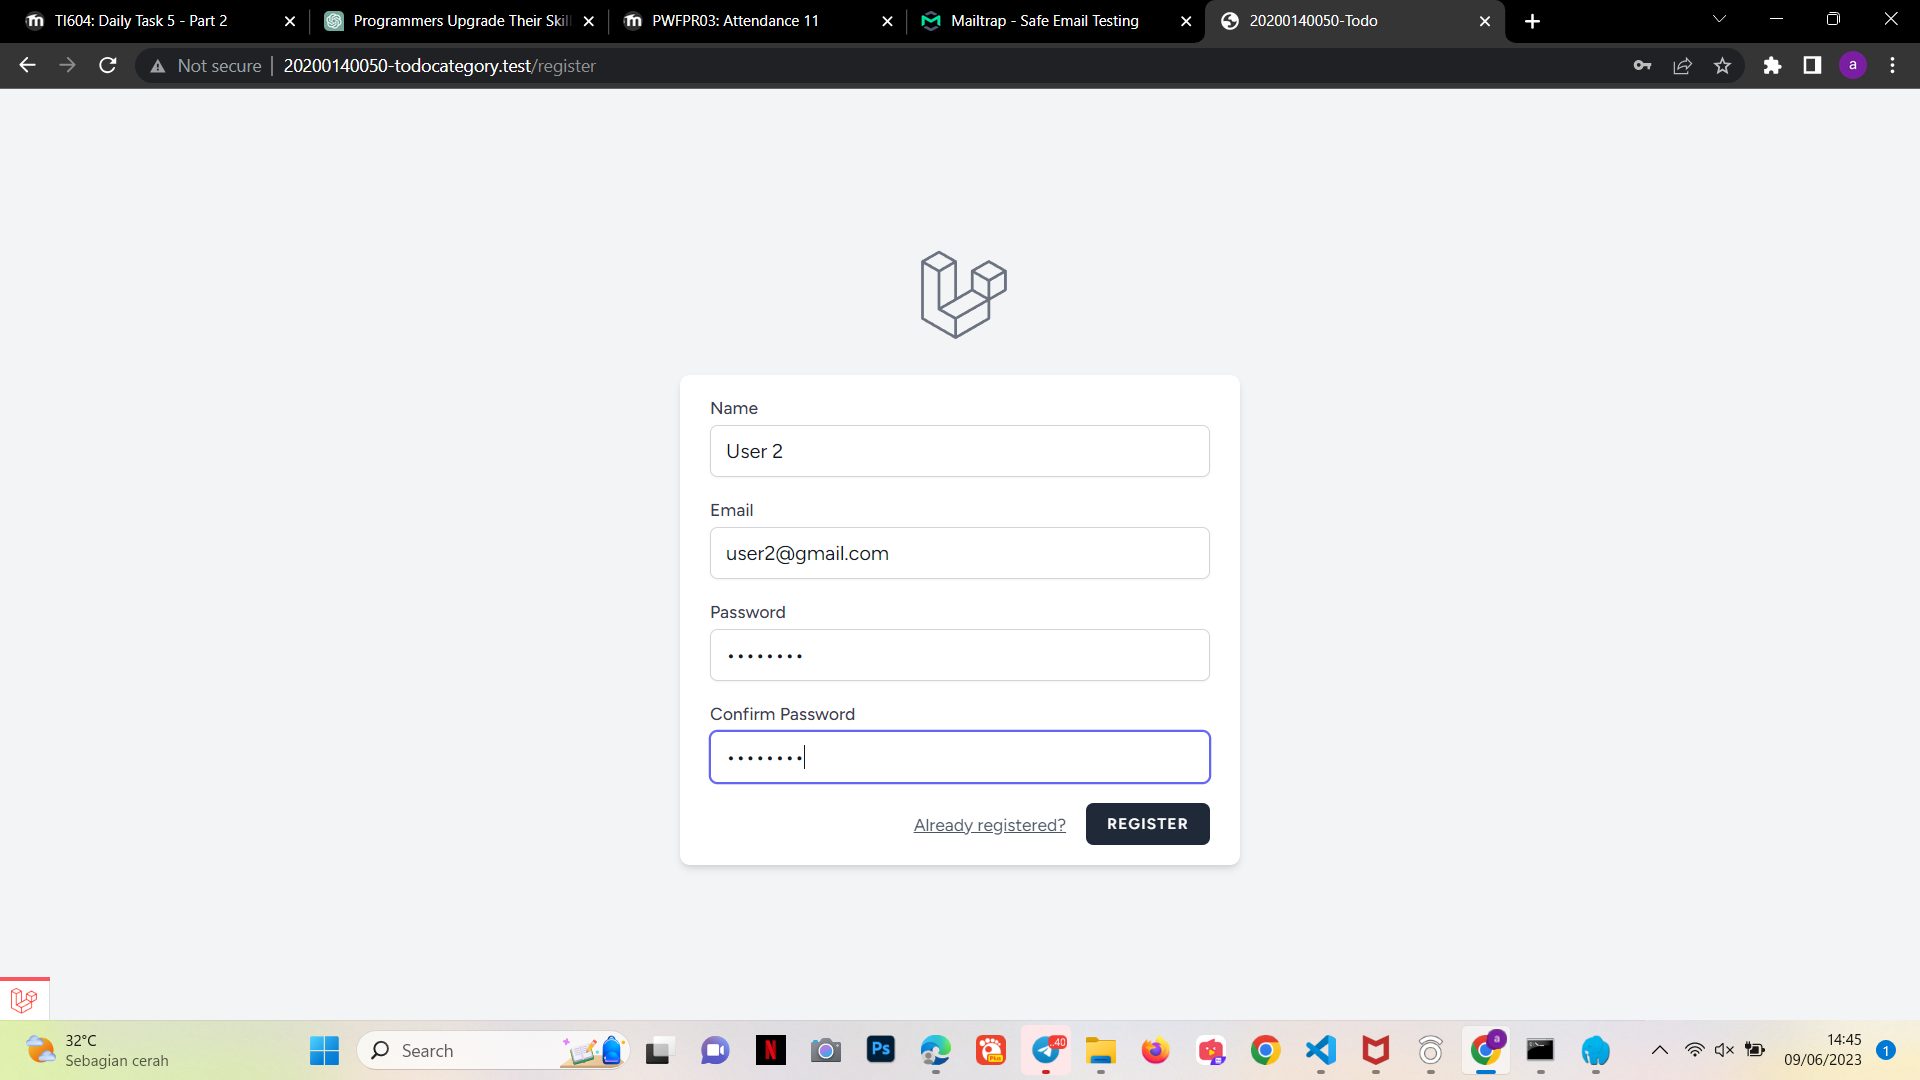 TI604: Daily Task 5 - Part 2
Programmers Upgrade Their Skil
PWFPR03: Attendance 11
Mailtrap - Safe Email Testing
20200140050-Todo
Not secure
20200140050-todocategory.test/register
a
Name
User 2
Email
user2@gmail.com
Password
••••••••
Confirm Password
••••••••
Already registered?
REGISTER
32°C
Sebagian cerah
Search
N
Ps
Plus
..40
a
14:45
09/06/2023
1